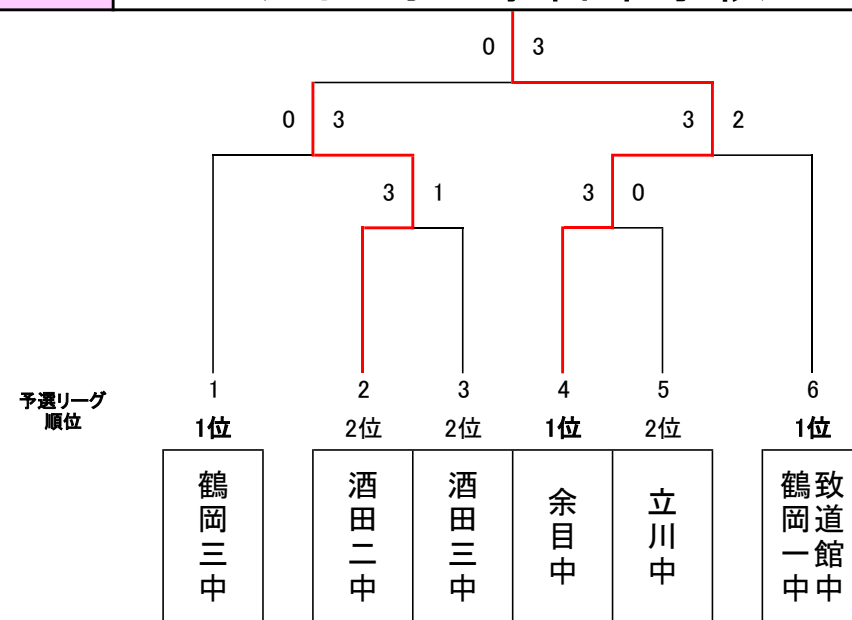 0 3
0 3 3 2
3 1 3 0
予選リーグ
順位
1 2 3 4 5 6
1位 2位 2位 1位 2位 1位
鶴岡三中
酒田二中
酒田三中
余目中
立川中
致道館中
鶴岡一中